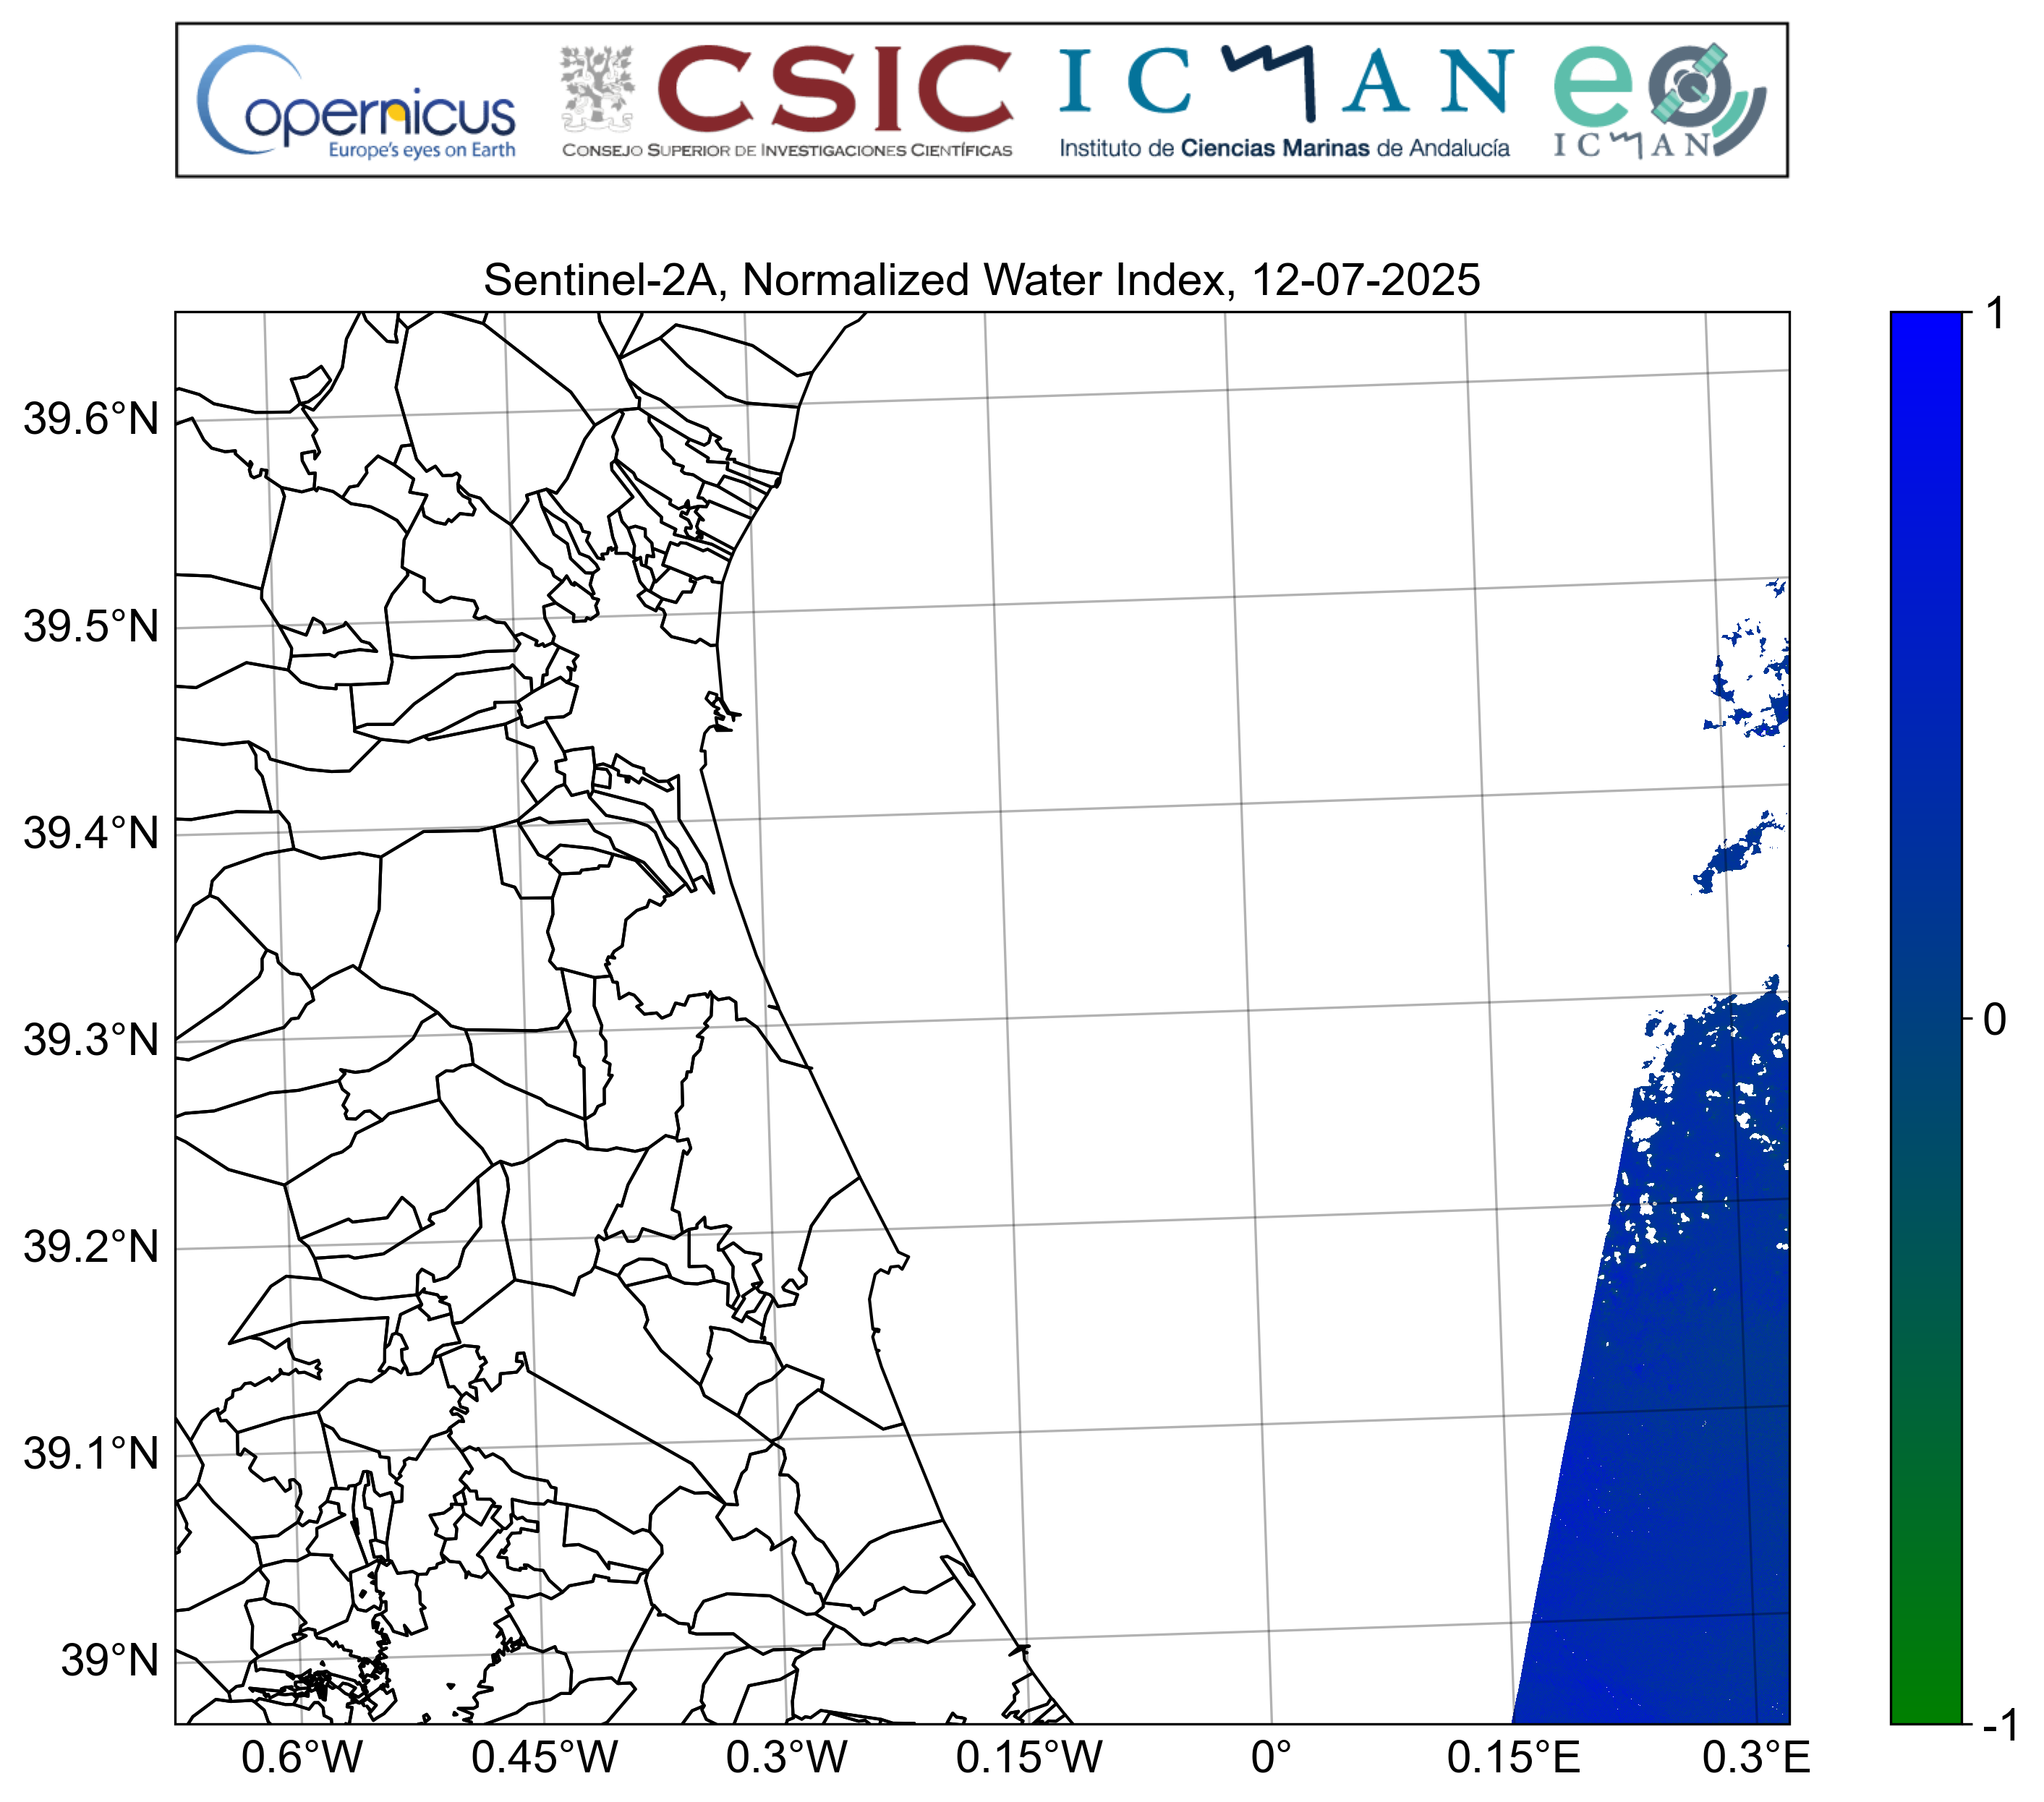 Copernicus
Europe's eyes on Earth
CSIC
CONSEJO SUPERIOR DE INVESTIGACIONES CIENTÍFICAS
ICMAN
Instituto de Ciencias Marinas de Andalucía
eo
ICMAN
Sentinel-2A, Normalized Water Index, 12-07-2025
39.6°N
39.5°N
39.4°N
39.3°N
39.2°N
39.1°N
39°N
0.6°W 0.45°W 0.3°W 0.15°W 0° 0.15°E 0.3°E
1
0
-1